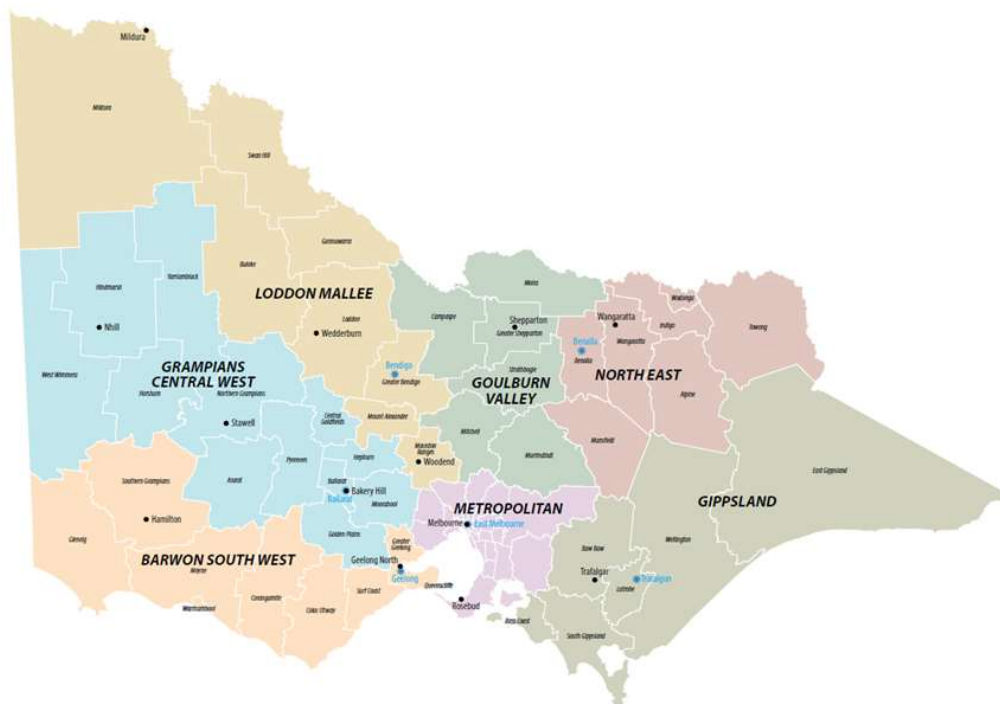 Mildura
Mildura
Swan Hill
Gannawarra
Buloke
Yarriambiack
Hindmarsh
LODDON MALLEE
Loddon
Wedderburn
Nhill
West Wimmera
GRAMPIANS
CENTRAL WEST
Horsham
Northern Grampians
Stawell
Bendigo
Greater Bendigo
Campaspe
Moira
Shepparton
Greater Shepparton
Strathbogie
GOULBURN
VALLEY
Benalla
Benalla
Wangaratta
Wangaratta
Indigo
Wodonga
Towong
NORTH EAST
Alpine
Mansfield
Central
Goldfields
Mount Alexander
Macedon
Ranges
Woodend
Mitchell
Murrindindi
Ararat
Pyrenees
Hepburn
Ballarat
Bakery Hill
Ballarat
Moorabool
Golden Plains
Southern Grampians
Hamilton
Glenelg
BARWON SOUTH WEST
Moyne
Warrnambool
Corangamite
Colac Otway
Surf Coast
Greater
Geelong
Geelong North
Geelong
Queenscliffe
METROPOLITAN
Melbourne
East Melbourne
Rosebud
GIPPSLAND
East Gippsland
Wellington
Baw Baw
Trafalgar
Traralgon
Latrobe
Bass Coast
South Gippsland